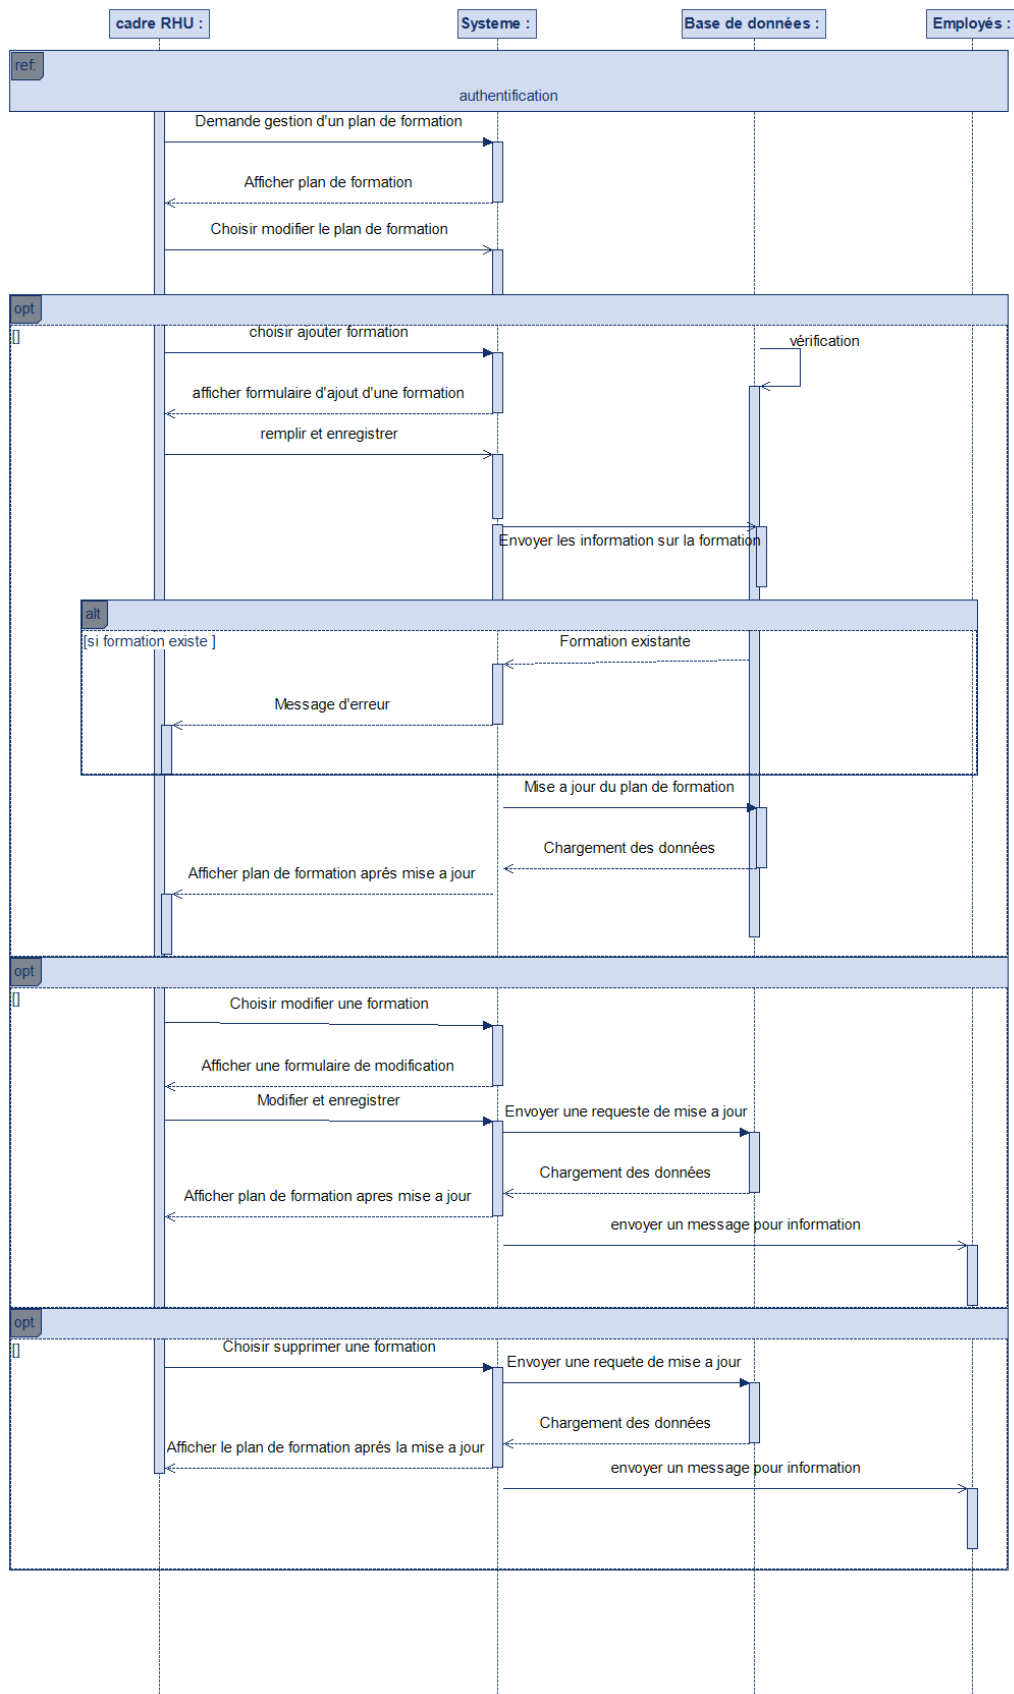 cadre RHU :
Systeme :
Base de données :
Employés :
ref:
authentification
Demande gestion d'un plan de formation
Afficher plan de formation
Choisir modifier le plan de formation
opt
[]
choisir ajouter formation
vérification
afficher formulaire d'ajout d'une formation
remplir et enregistrer
Envoyer les information sur la formation
alt
[si formation existe ]
Formation existante
Message d'erreur
Mise a jour du plan de formation
Chargement des données
Afficher plan de formation aprés mise a jour
opt
[]
Choisir modifier une formation
Afficher une formulaire de modification
Modifier et enregistrer
Envoyer une requeste de mise a jour
Chargement des données
Afficher plan de formation apres mise a jour
envoyer un message pour information
opt
[]
Choisir supprimer une formation
Envoyer une requete de mise a jour
Chargement des données
Afficher le plan de formation aprés la mise a jour
envoyer un message pour information